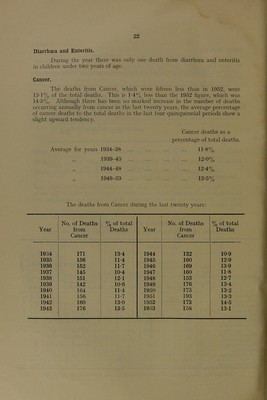 22
Diarrhœa and Enteritis.
During the year there was only one death from diarrhœa and enteritis
in children under two years of age.
Cancer.
The deaths from Cancer, which were fifteen less than in 1952, were
13·1% of the total deaths. This is 1·4% less than the 1952 figure, which was
14·5%. Although there has been no marked increase in the number of deaths
occurring annually from cancer in the last twenty years, the average percentage
of cancer deaths to the total deaths in the last four quinquennial periods show a
slight upward tendency.
Cancer deaths as a
percentage of total deaths.
Average for years 1934-38 11·8%
,, 1939-43 12·0%
,, 1944-48 12·4%
,, 1949-53 13·5%
The deaths from Cancer during the last twenty years:
Year No. of Deaths from Cancer % of total Deaths Year No. of Deaths from Cancer % of total Deaths
1934 171 13·4 1944 132 10·9
1935 136 11·4 1945 160 12·9
1936 152 11·7 1946 169 13·9
1937 145 10·4 1947 160 11·8
1938 151 12·1 1948 153 12·7
1939 142 10·6 1949 176 13·4
1940 164 11·4 1950 173 13·2
1941 156 11·7 1951 193 13·3
1942 160 13·0 1952 173 14·5
1943 176 13·5 1953 158 13·1